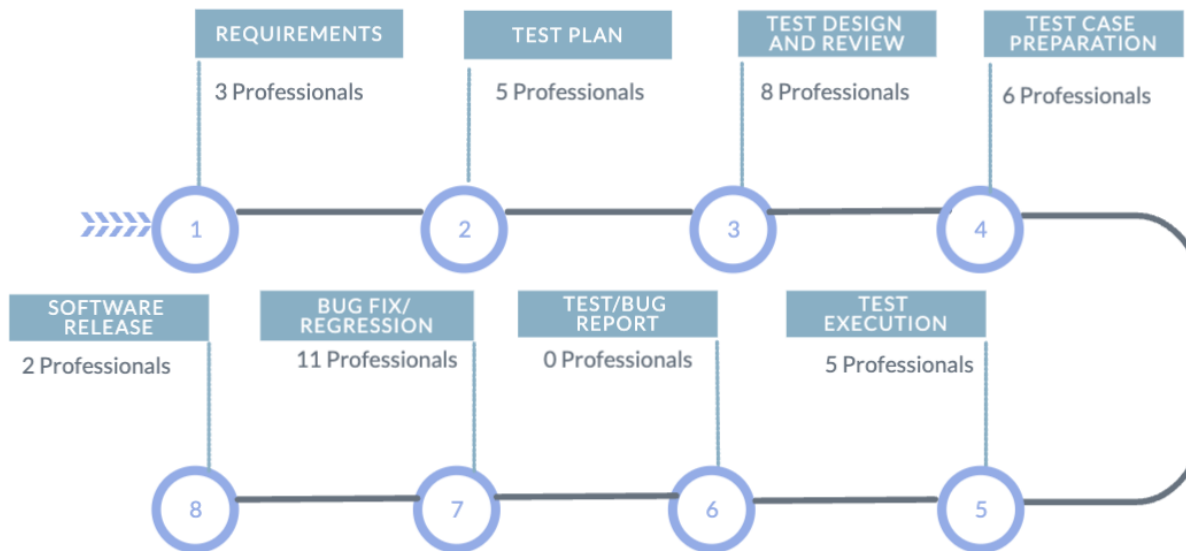 REQUIREMENTS
3 Professionals
1
TEST PLAN
5 Professionals
2
TEST DESIGN
AND REVIEW
8 Professionals
3
TEST CASE
PREPARATION
6 Professionals
4
TEST
EXECUTION
5 Professionals
5
TEST/BUG
REPORT
0 Professionals
6
BUG FIX/
REGRESSION
11 Professionals
7
SOFTWARE
RELEASE
2 Professionals
8